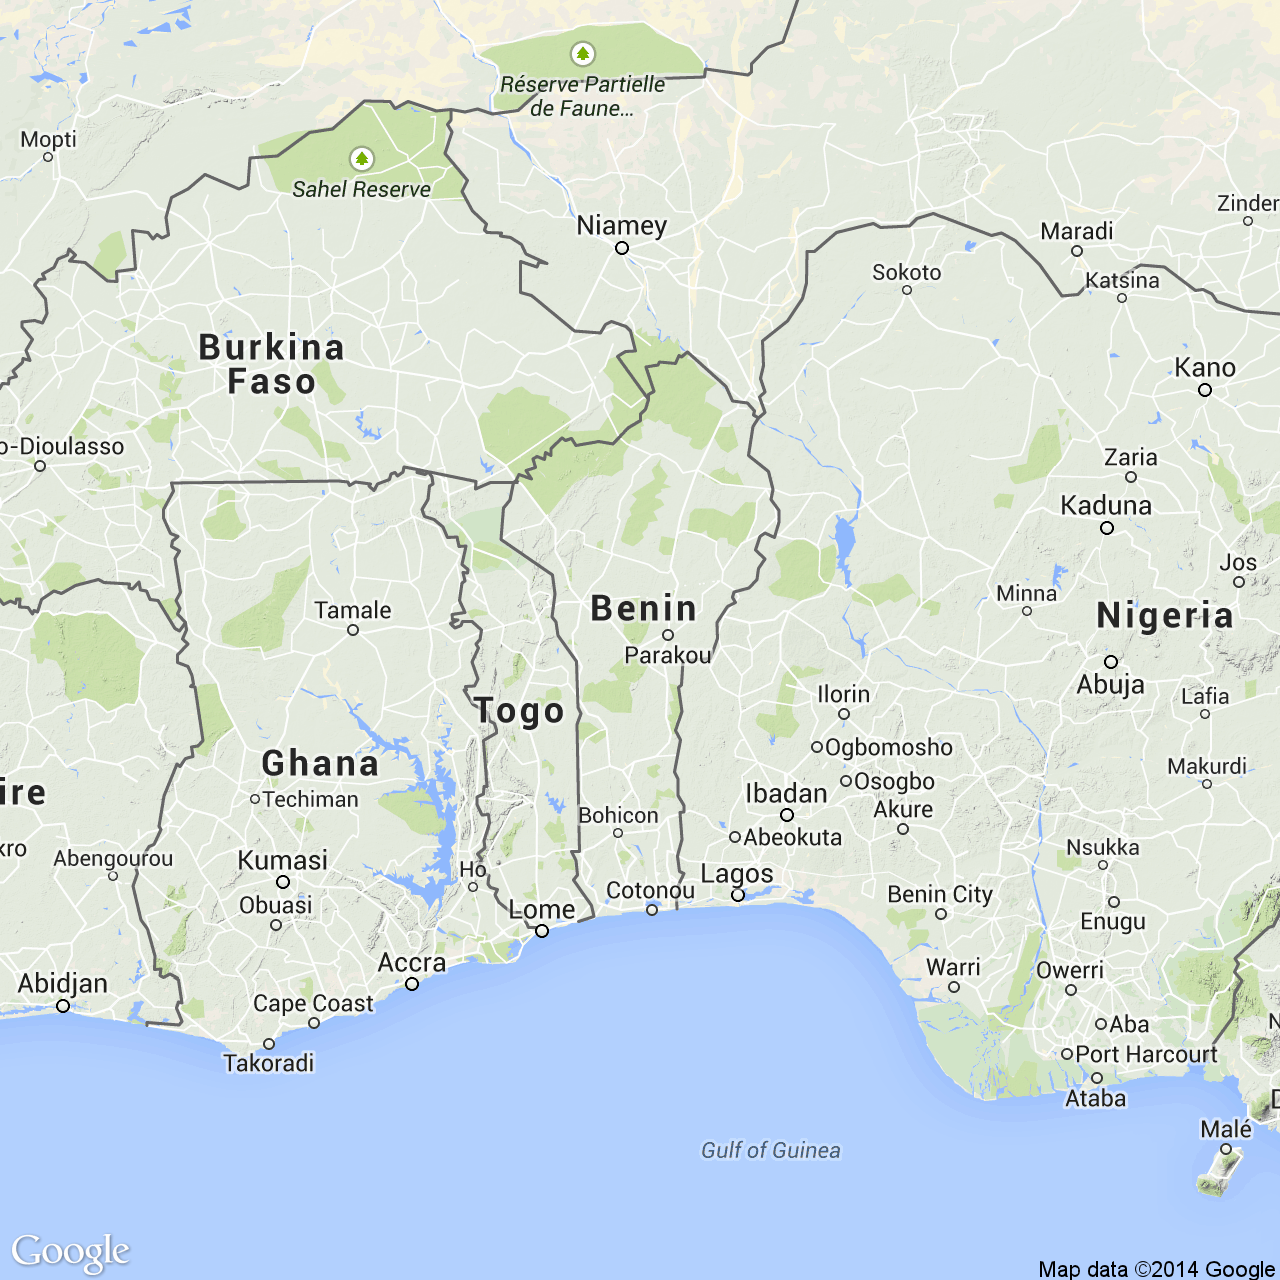 Réserve Partielle
de Faune...
Mopti
Sahel Reserve
Zinder
Niamey
Maradi
Sokoto
Katsina
Burkina
Faso
Kano
o-Dioulasso
Zaria
Kaduna
Jos
Minna
Tamale
Benin
Nigeria
Parakou
Abuja
Ilorin
Lafia
Togo
Ogbomosho
Ghana
Makurdi
ire
Techiman
Osogbo
Ibadan
Akure
Bohicon
Abeokuta
kro
Abengourou
Kumasi
Nsukka
Ho
Lagos
Cotonou
Benin City
Obuasi
Lome
Enugu
Accra
Warri
Owerri
Abidjan
Cape Coast
Aba
N
Takoradi
Port Harcourt
Ataba
D
Malé
Gulf of Guinea
Google
Map data ©2014 Google